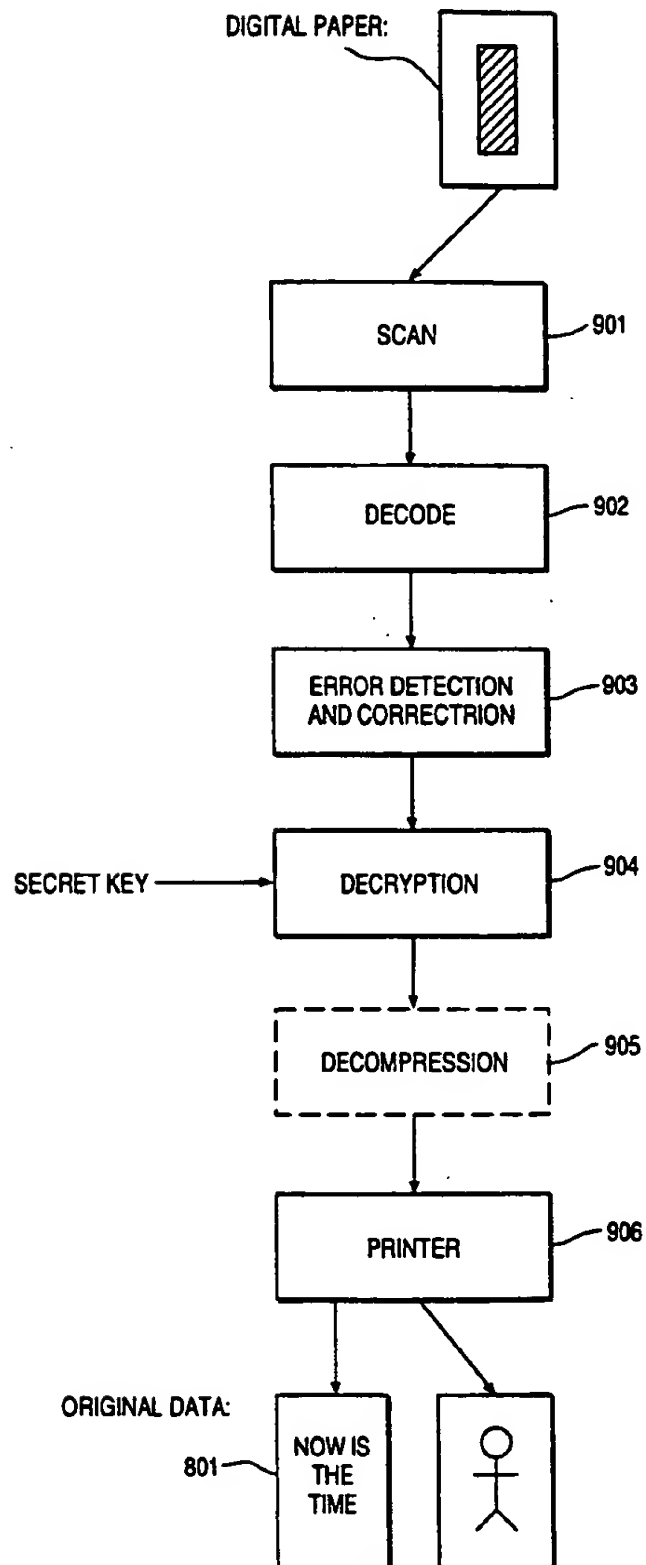 DIGITAL PAPER:
SCAN
901
DECODE
902
ERROR DETECTION
AND CORRECTRION
903
SECRET KEY
DECRYPTION
904
DECOMPRESSION
905
PRINTER
906
ORIGINAL DATA:
801
NOW IS
THE
TIME